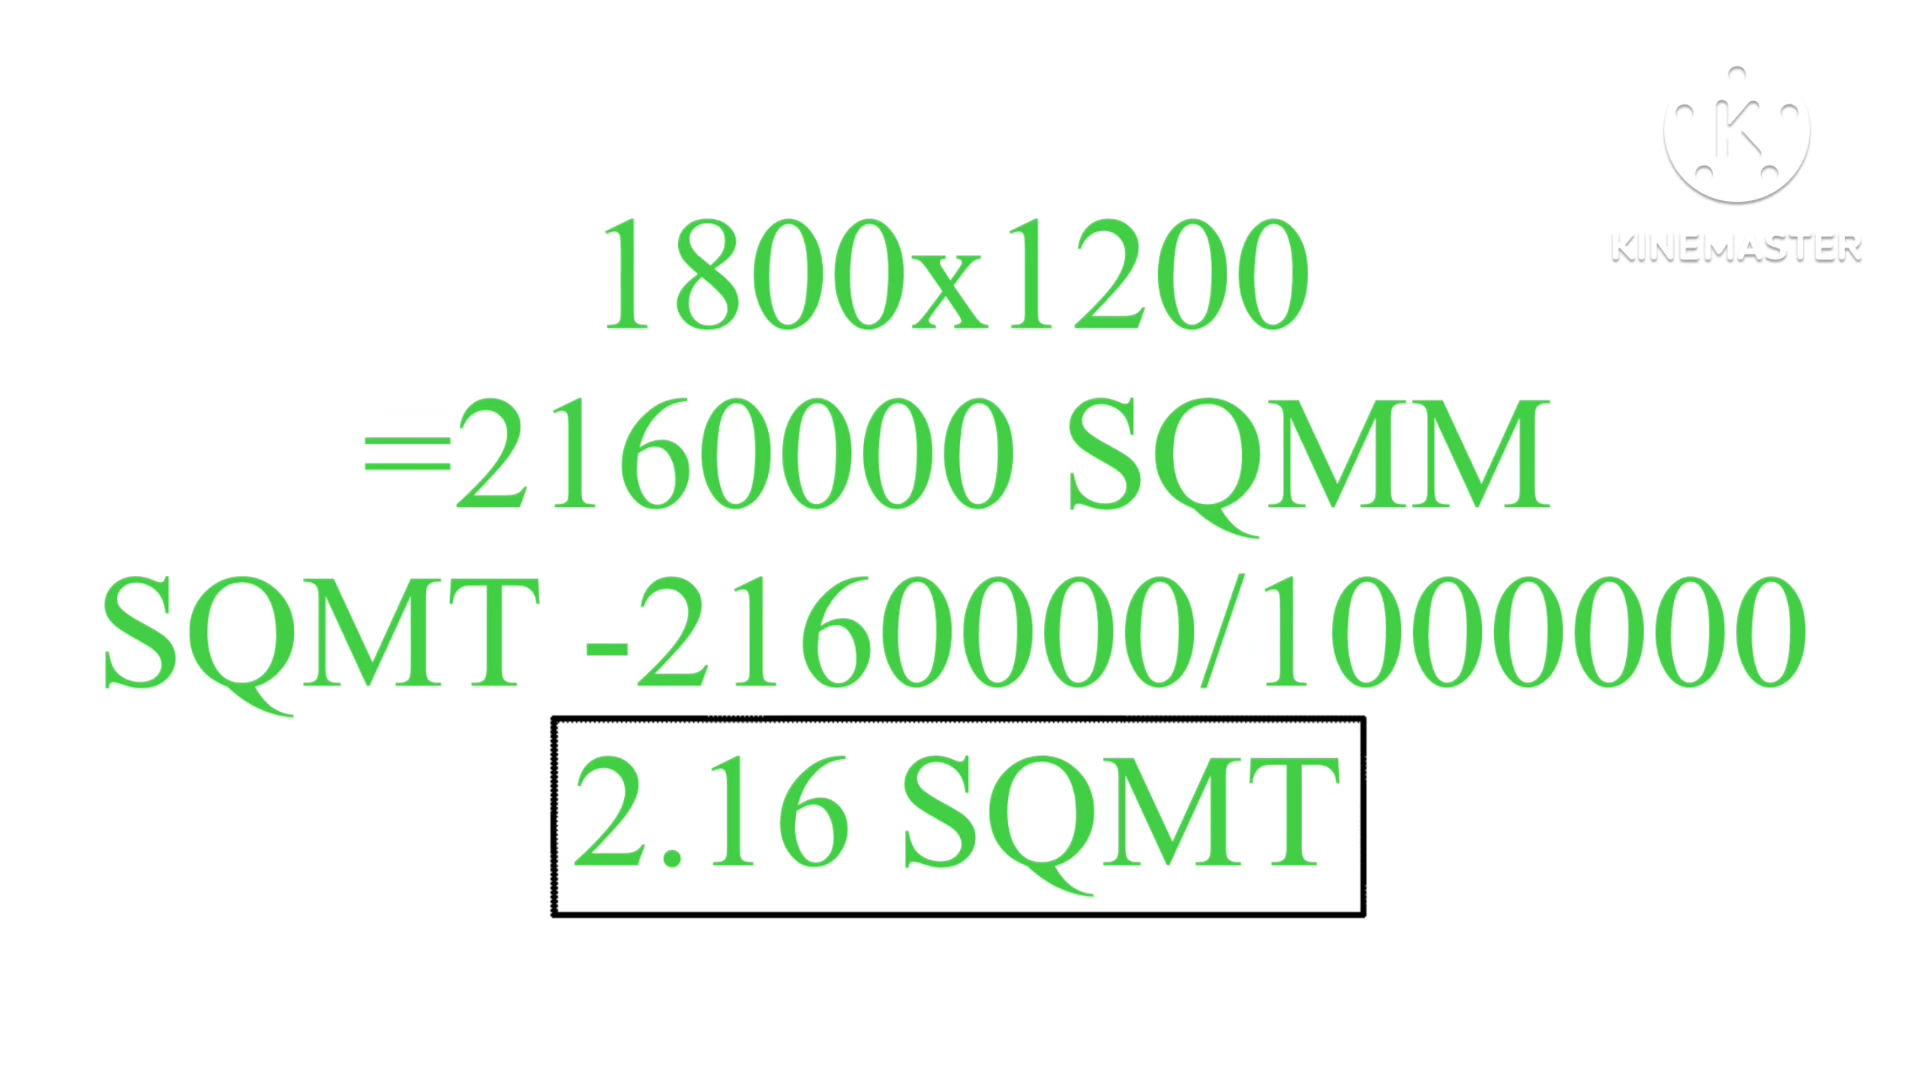 K
KINEMASTER
1800x1200
=2160000 SQMM
SQMT -2160000/1000000
2.16 SQMT